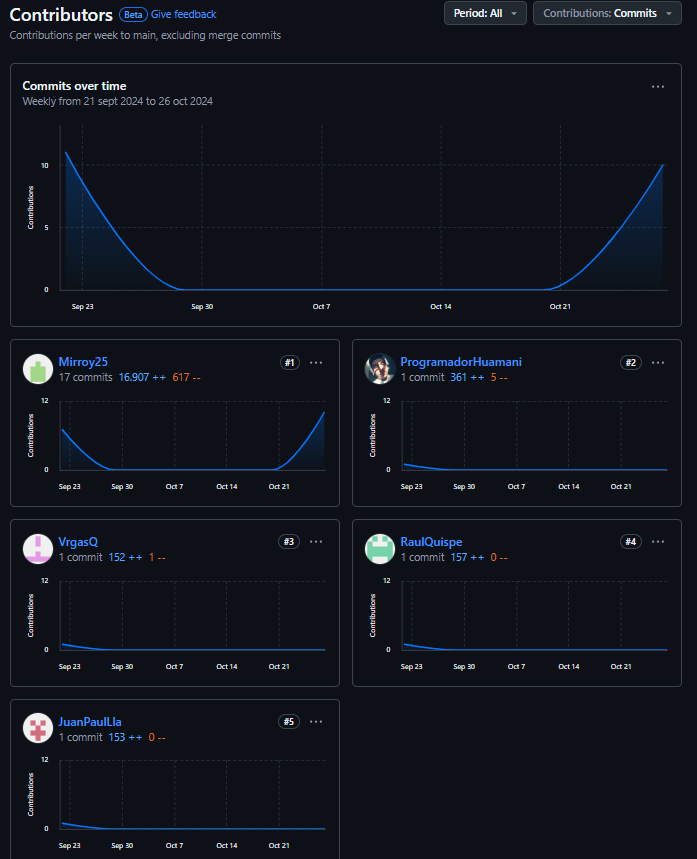 Contributors Beta Give feedback
Period: All
Contributions: Commits
Contributions per week to main, excluding merge commits
Commits over time
Weekly from 21 sept 2024 to 26 oct 2024
Contributions
10
5
0
Sep 23 Sep 30 Oct 7 Oct 14 Oct 21
Mirroy25 #1
17 commits 16.907 ++ 617 --
Contributions
12
0
Sep 23 Sep 30 Oct 7 Oct 14 Oct 21
ProgramadorHuamani #2
1 commit 361 ++ 5 --
Contributions
12
0
Sep 23 Sep 30 Oct 7 Oct 14 Oct 21
VrgasQ #3
1 commit 152 ++ 1 --
Contributions
12
0
Sep 23 Sep 30 Oct 7 Oct 14 Oct 21
RaulQuispe #4
1 commit 157 ++ 0 --
Contributions
12
0
Sep 23 Sep 30 Oct 7 Oct 14 Oct 21
JuanPaulLla #5
1 commit 153 ++ 0 --
Contributions
12
0
Sep 23 Sep 30 Oct 7 Oct 14 Oct 21